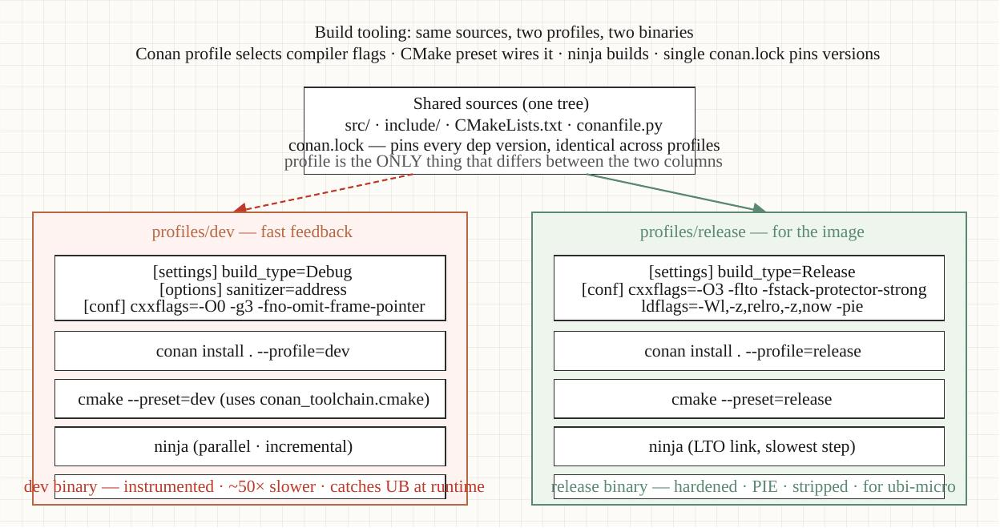 Build tooling: same sources, two profiles, two binaries
Conan profile selects compiler flags · CMake preset wires it · ninja builds · single conan.lock pins versions
Shared sources (one tree)
src/ · include/ · CMakeLists.txt · conanfile.py
conan.lock — pins every dep version, identical across profiles
profile is the ONLY thing that differs between the two columns
profiles/dev — fast feedback
[settings] build_type=Debug
[options] sanitizer=address
[conf] cxxflags=-O0 -g3 -fno-omit-frame-pointer
conan install . --profile=dev
cmake --preset=dev (uses conan_toolchain.cmake)
ninja (parallel · incremental)
dev binary — instrumented · ~50× slower · catches UB at runtime
profiles/release — for the image
[settings] build_type=Release
[conf] cxxflags=-O3 -flto -fstack-protector-strong
ldflags=-Wl,-z,relro,-z,now -pie
conan install . --profile=release
cmake --preset=release
ninja (LTO link, slowest step)
release binary — hardened · PIE · stripped · for ubi-micro